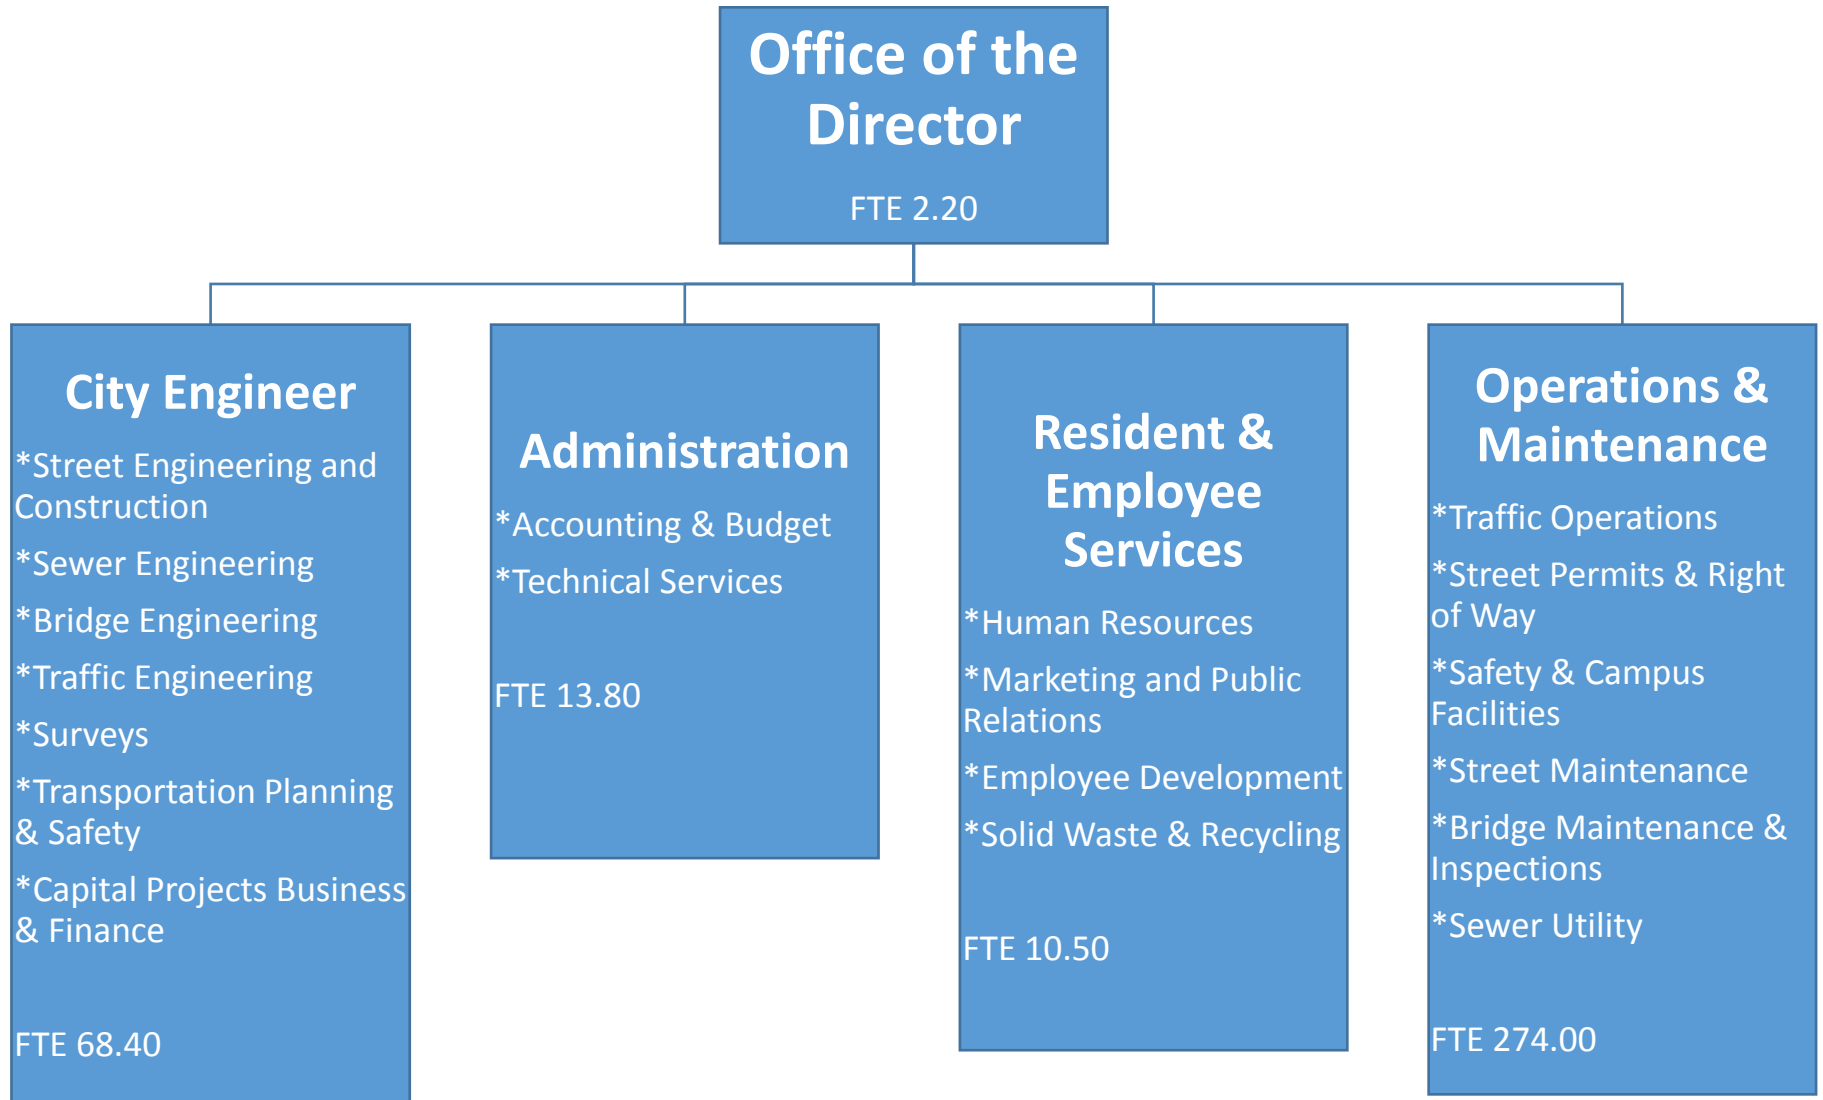 Office of the
Director
FTE 2.20
City Engineer
*Street Engineering and
Construction
*Sewer Engineering
*Bridge Engineering
*Traffic Engineering
*Surveys
*Transportation Planning
& Safety
*Capital Projects Business
& Finance
FTE 68.40
Administration
*Accounting & Budget
*Technical Services
FTE 13.80
Resident &
Employee
Services
*Human Resources
*Marketing and Public
Relations
*Employee Development
*Solid Waste & Recycling
FTE 10.50
Operations &
Maintenance
*Traffic Operations
*Street Permits & Right
of Way
*Safety & Campus
Facilities
*Street Maintenance
*Bridge Maintenance &
Inspections
*Sewer Utility
FTE 274.00